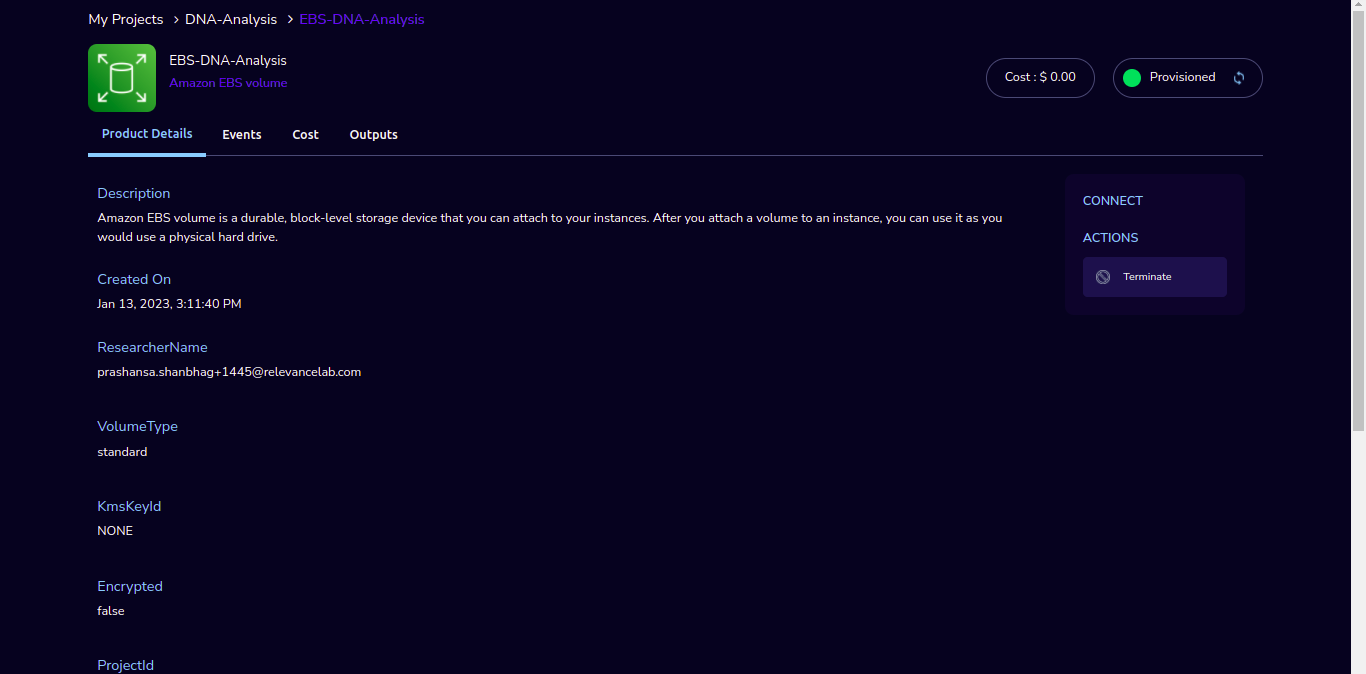 My Projects > DNA-Analysis > EBS-DNA-Analysis
EBS-DNA-Analysis
Amazon EBS volume
Cost : $ 0.00
Provisioned
Product Details Events Cost Outputs
Description
Amazon EBS volume is a durable, block-level storage device that you can attach to your instances. After you attach a volume to an instance, you can use it as you
would use a physical hard drive.
Created On
Jan 13, 2023, 3:11:40 PM
ResearcherName
prashansa.shanbhag+1445@relevancelab.com
VolumeType
standard
KmsKeyId
NONE
Encrypted
false
ProjectId
CONNECT
ACTIONS
Terminate